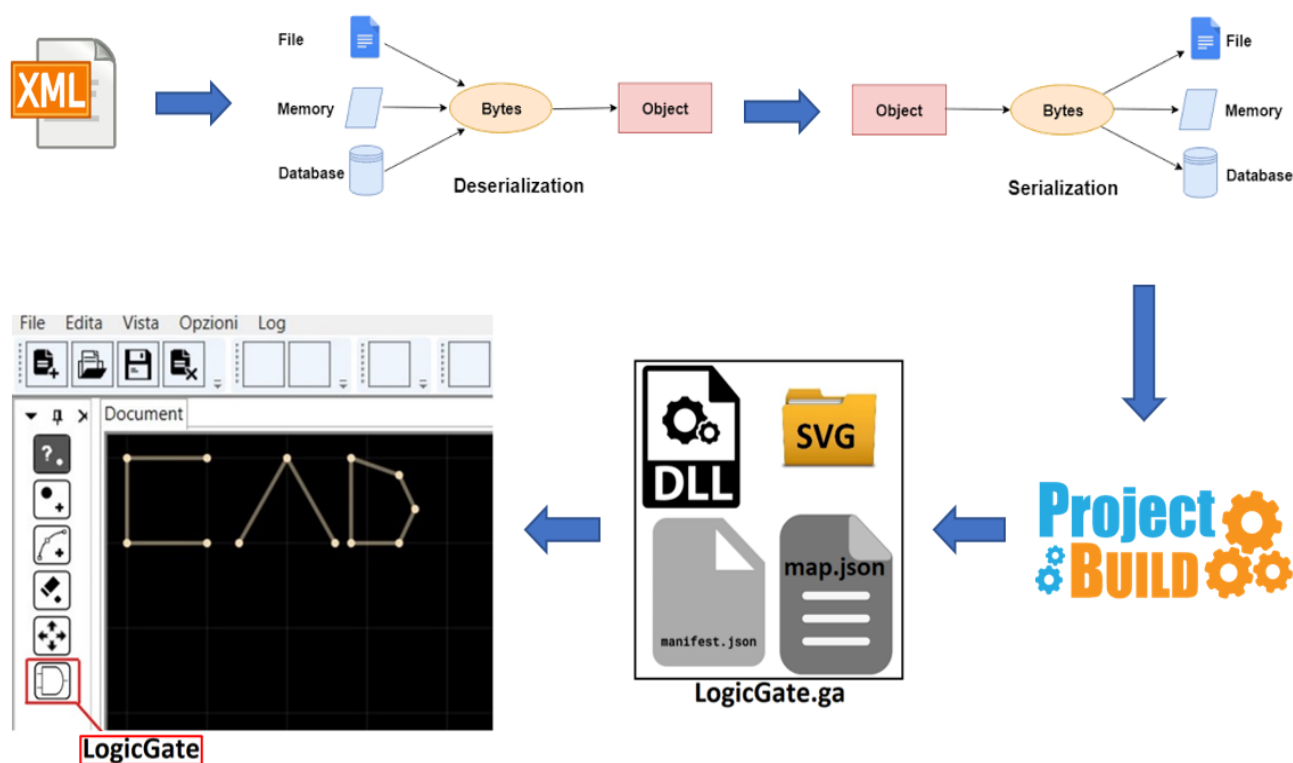 XML
File
Memory
Database
Bytes
Object
Deserialization
Object
Bytes
File
Memory
Database
Serialization
File Edita Vista Opzioni Log
Document
?
CAD
LogicGate
DLL
SVG
manifest.json
map.json
LogicGate.ga
Project
BUILD